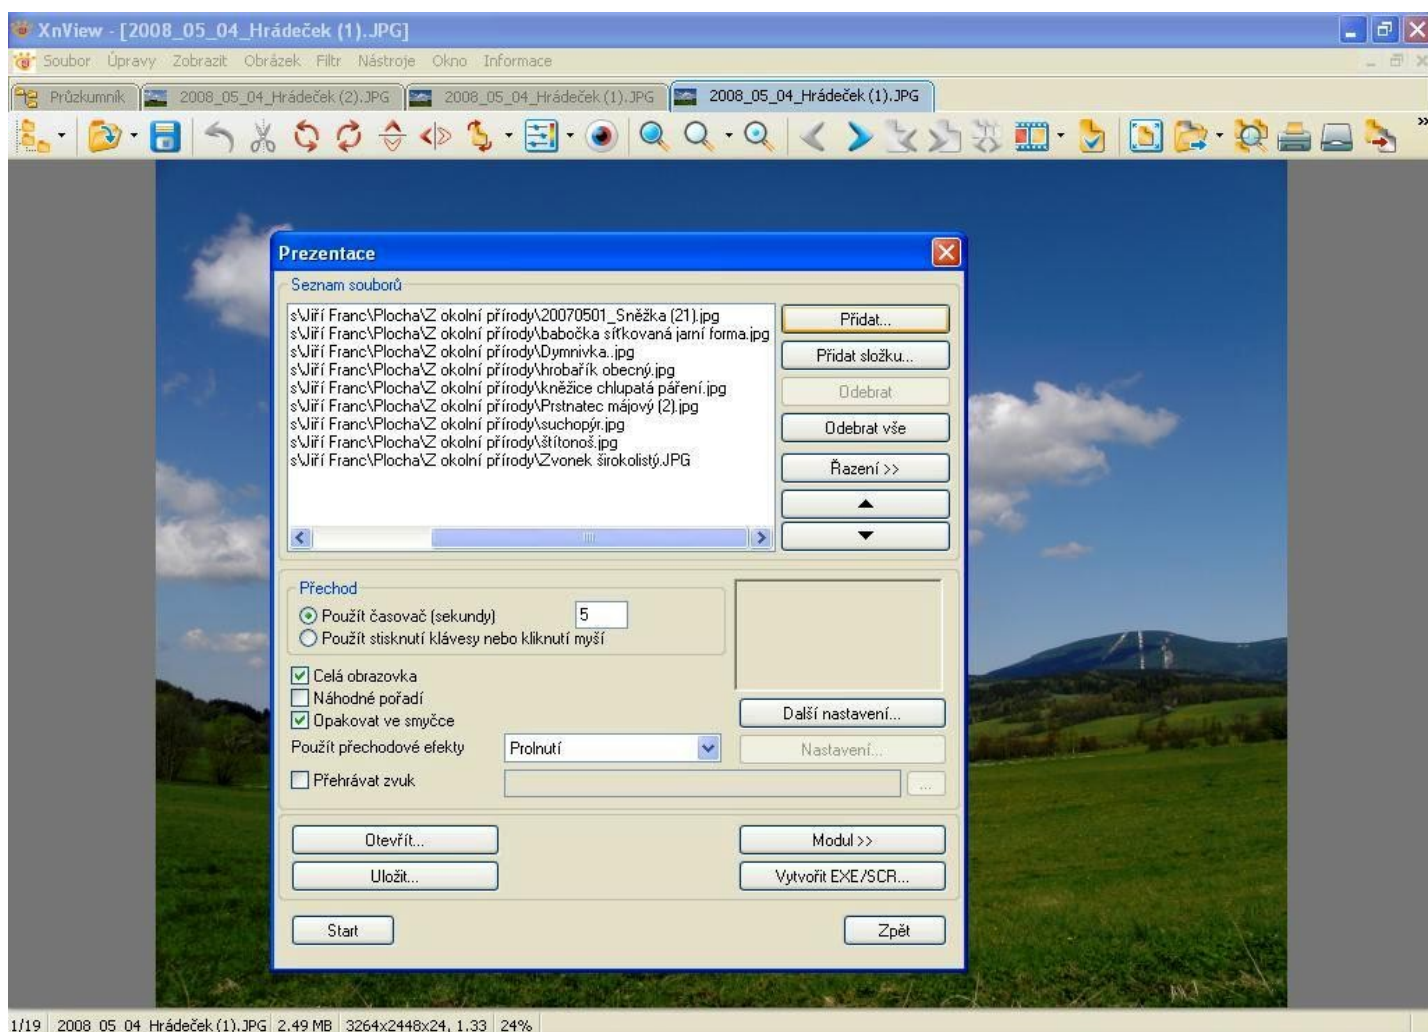 XnView - [2008_05_04_Hrádeček (1).JPG]
Soubor Úpravy Zobrazit Obrázek Filtr Nástroje Okno Informace
Průzkumník 2008_05_04_Hrádeček (2).JPG 2008_05_04_Hrádeček (1).JPG 2008_05_04_Hrádeček (1).JPG
Prezentace
Seznam souborů
s\Jiří Franc\Plocha\Z okolní přírody\20070501_Sněžka (21).jpg
s\Jiří Franc\Plocha\Z okolní přírody\babočka síťkovaná jarní forma.jpg
s\Jiří Franc\Plocha\Z okolní přírody\Dymnivka..jpg
s\Jiří Franc\Plocha\Z okolní přírody\hrobařík obecný.jpg
s\Jiří Franc\Plocha\Z okolní přírody\kněžice chlupatá páření.jpg
s\Jiří Franc\Plocha\Z okolní přírody\Prstnatec májový (2).jpg
s\Jiří Franc\Plocha\Z okolní přírody\suchopýr.jpg
s\Jiří Franc\Plocha\Z okolní přírody\štítonoš.jpg
s\Jiří Franc\Plocha\Z okolní přírody\Zvonek širokolistý.JPG
Přidat...
Přidat složku...
Odebrat
Odebrat vše
Řazení >>
Přechod
Použít časovač (sekundy) 5
Použít stisknutí klávesy nebo kliknutí myší
Celá obrazovka
Náhodné pořadí
Opakovat ve smyčce
Další nastavení...
Použít přechodové efekty Prolnutí Nastavení...
Přehrávat zvuk ...
Otevřít... Modul >>
Uložit... Vytvořit EXE/SCR...
Start Zpět
1/19 2008_05_04_Hrádeček (1).JPG 2.49 MB 3264x2448x24, 1.33 24%